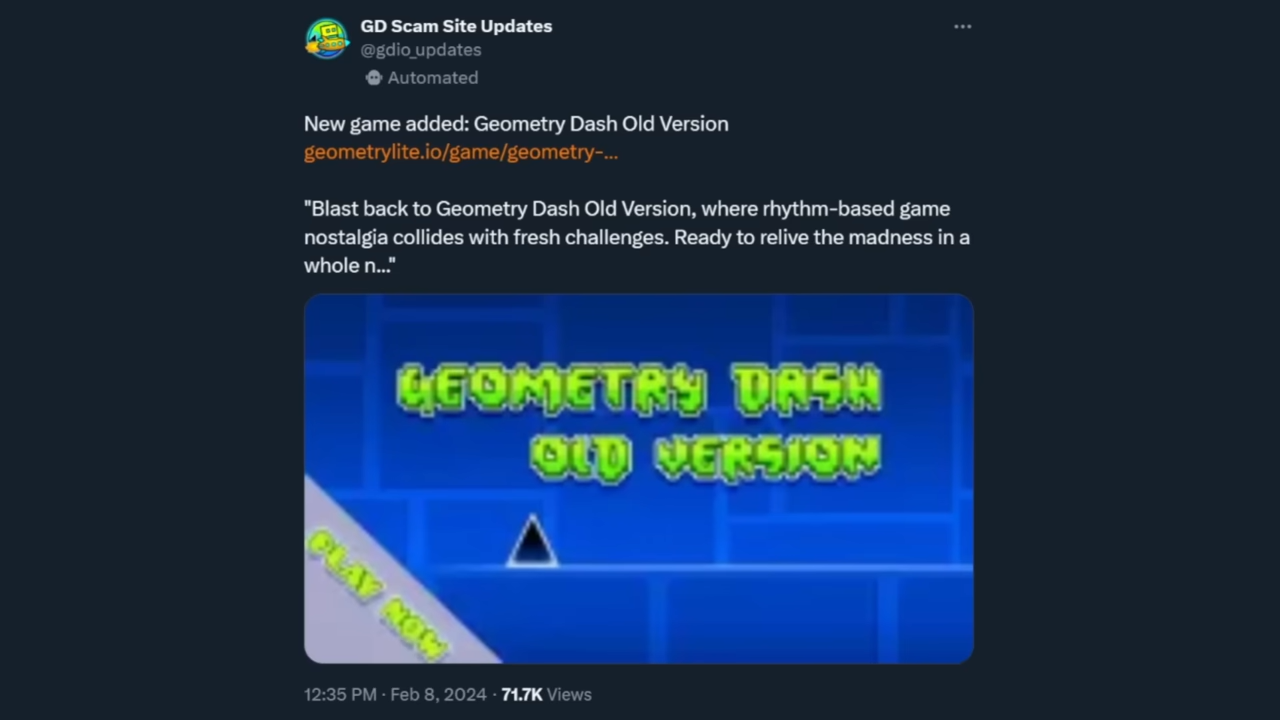 GD Scam Site Updates
@gdio_updates
Automated
New game added: Geometry Dash Old Version
geometrylite.io/game/geometry-...
"Blast back to Geometry Dash Old Version, where rhythm-based game
nostalgia collides with fresh challenges. Ready to relive the madness in a
whole n..."
GEOMETRY DASH
OLD VERSION
PLAY NOW
12:35 PM · Feb 8, 2024 · 71.7K Views